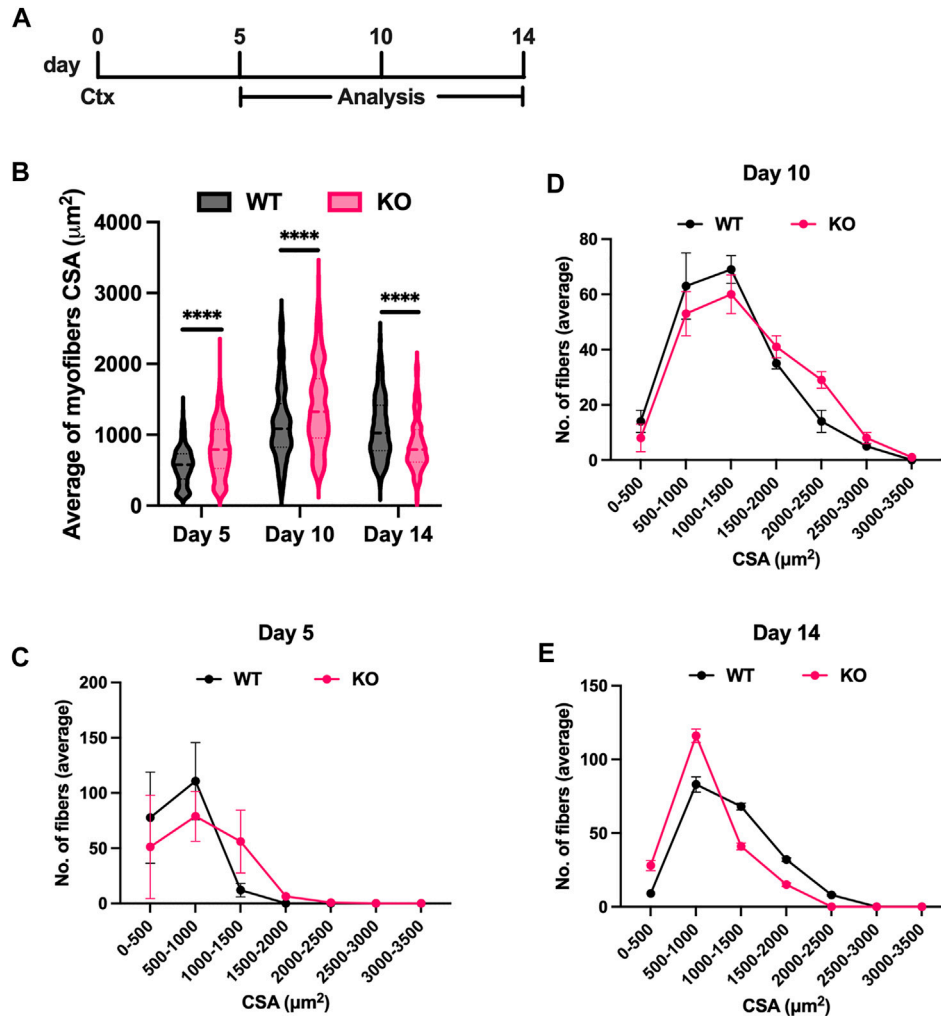 A
0 5 10 14
day
Ctx Analysis
B
WT KO
Average of myofibers CSA (μm²)
4000
3000
2000
1000
0
****
****
****
Day 5 Day 10 Day 14
D
Day 10
WT KO
No. of fibers (average)
80
60
40
20
0
0-500
500-1000
1000-1500
1500-2000
2000-2500
2500-3000
3000-3500
CSA (μm²)
C
Day 5
WT KO
No. of fibers (average)
200
150
100
50
0
0-500
500-1000
1000-1500
1500-2000
2000-2500
2500-3000
3000-3500
CSA (μm²)
E
Day 14
WT KO
No. of fibers (average)
150
100
50
0
0-500
500-1000
1000-1500
1500-2000
2000-2500
2500-3000
3000-3500
CSA (μm²)